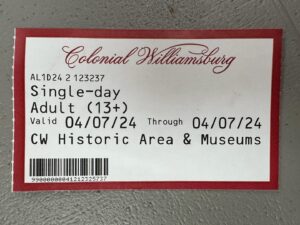 Colonial Williamsburg
AL1D24 2 123237
Single-day
Adult (13+)
Valid 04/07/24 Through 04/07/24
CW Historic Area & Museums